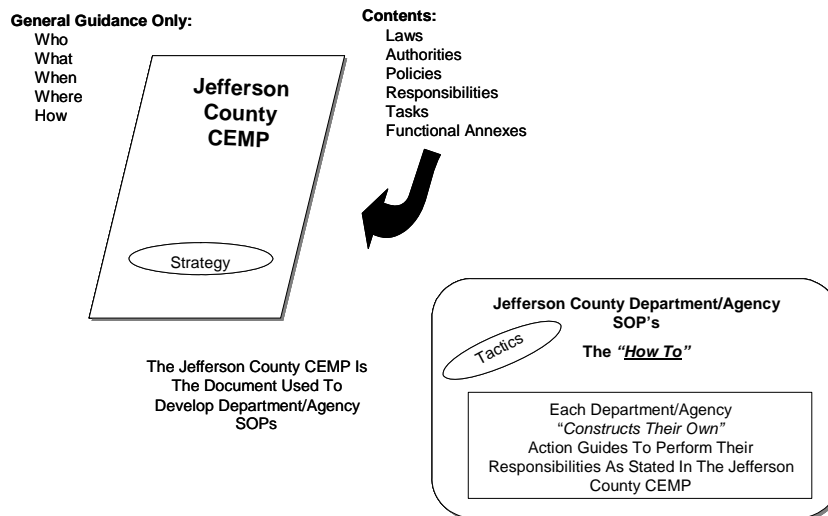 General Guidance Only:
Who
What
When
Where
How
Jefferson
County
CEMP
Strategy
Contents:
Laws
Authorities
Policies
Responsibilities
Tasks
Functional Annexes
The Jefferson County CEMP Is
The Document Used To
Develop Department/Agency
SOPs
Jefferson County Department/Agency
SOP's
Tactics
The “How To”
Each Department/Agency
“Constructs Their Own”
Action Guides To Perform Their
Responsibilities As Stated In The Jefferson
County CEMP